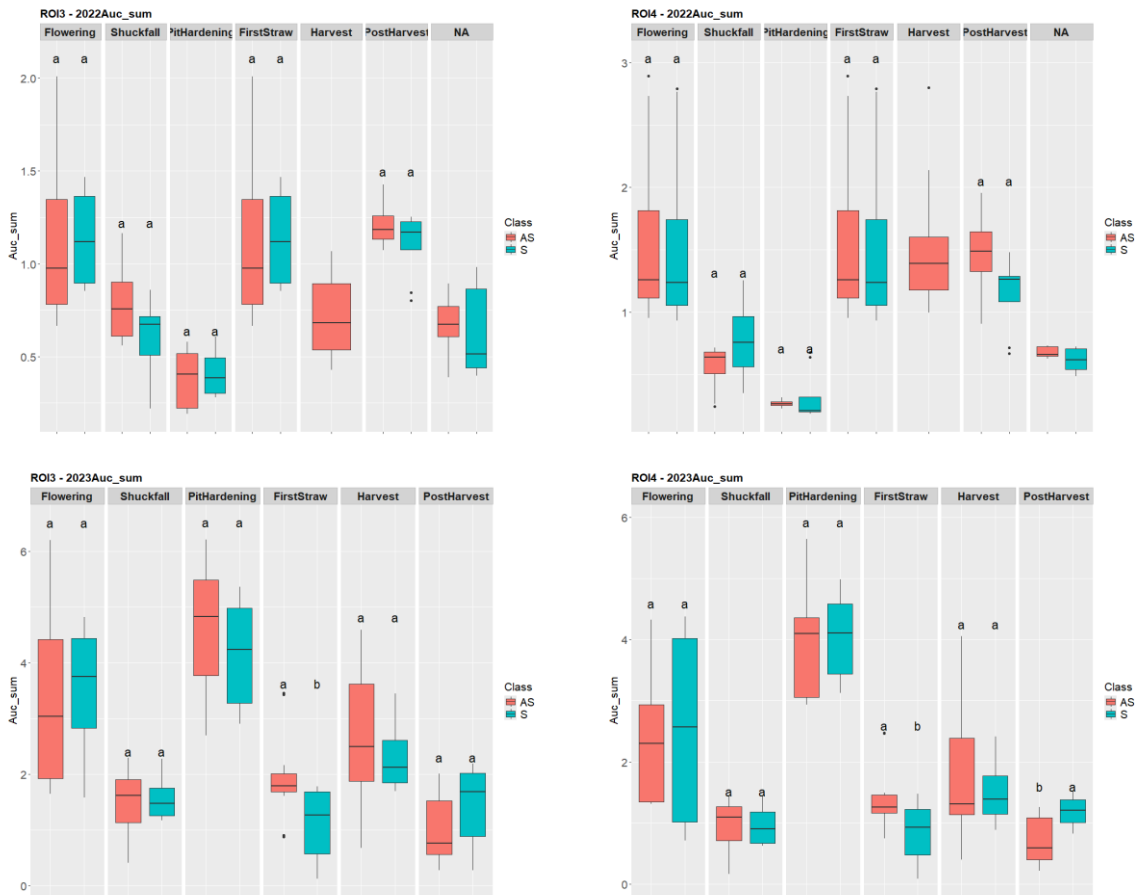 ROI3 - 2022Auc_sum
Flowering Shuckfall PitHardening FirstStraw Harvest PostHarvest NA
a a a a a a a a a a
2.0
1.5
1.0
0.5
Auc_sum
Class
AS
S
ROI4 - 2022Auc_sum
Flowering Shuckfall PitHardening FirstStraw Harvest PostHarvest NA
a a a a a a a a a a
3
2
1
Auc_sum
Class
AS
S
ROI3 - 2023Auc_sum
Flowering Shuckfall PitHardening FirstStraw Harvest PostHarvest
a a a a a a a b a a a a
6
4
2
0
Auc_sum
Class
AS
S
ROI4 - 2023Auc_sum
Flowering Shuckfall PitHardening FirstStraw Harvest PostHarvest
a a a a a a a b a a b a
6
4
2
0
Auc_sum
Class
AS
S